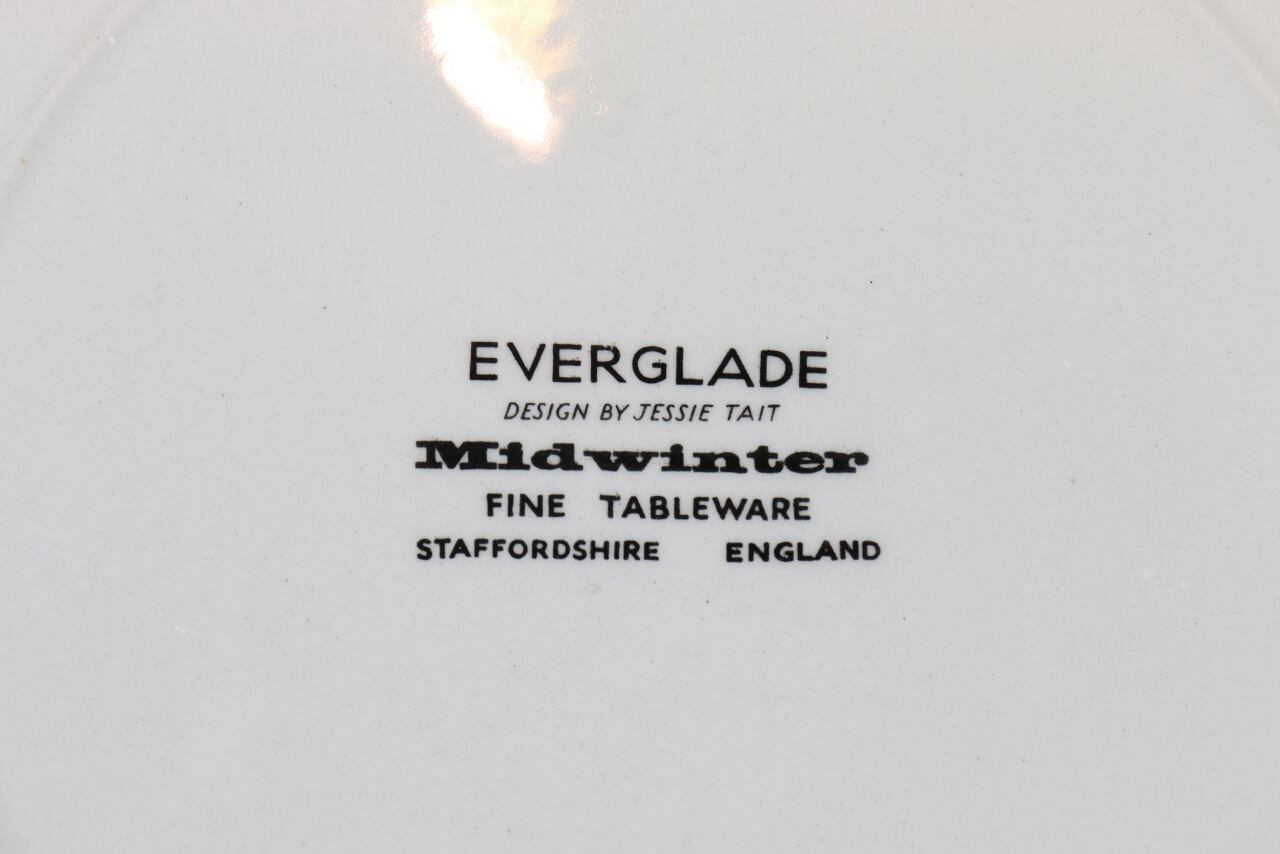 EVERGLADE
DESIGN BY JESSIE TAIT
Midwinter
FINE TABLEWARE
STAFFORDSHIRE ENGLAND